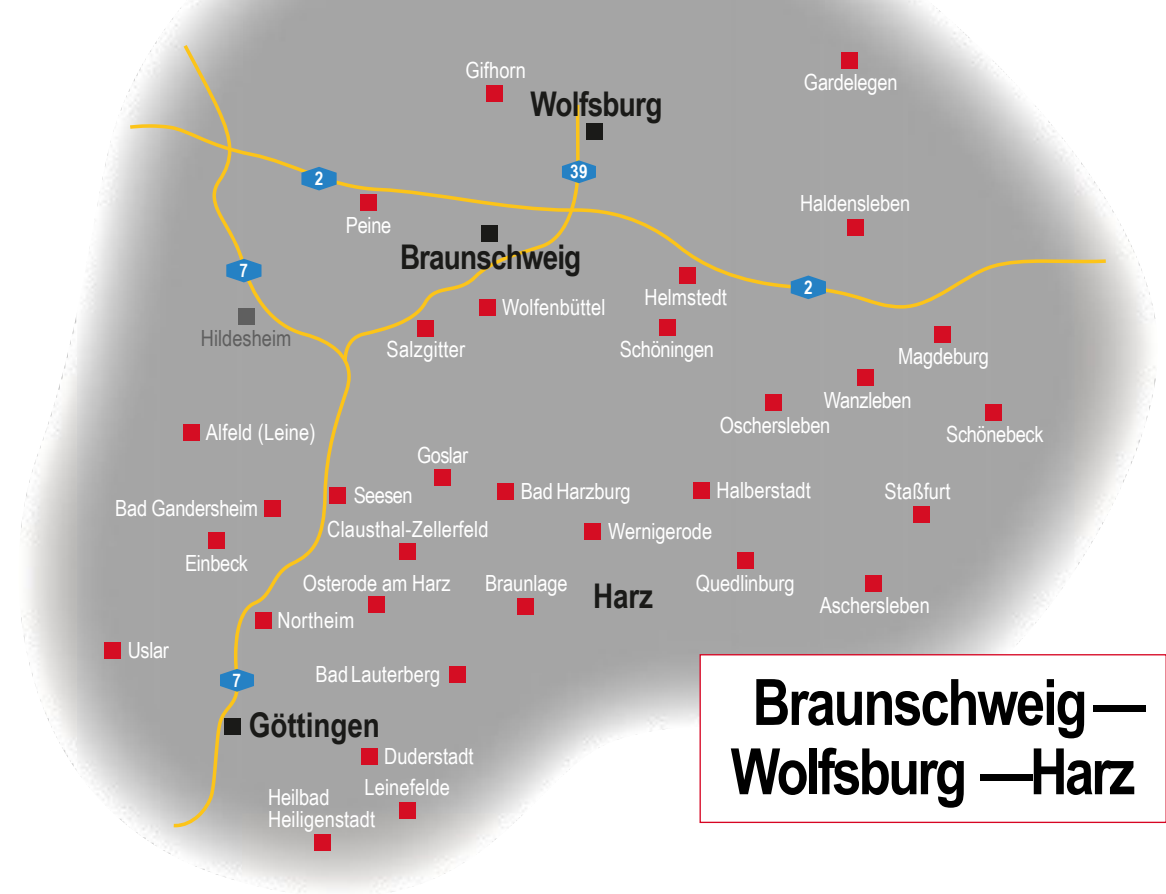 Gifhorn
Gardelegen
Wolfsburg
39
2
Haldensleben
Peine
Braunschweig
7
2
Helmstedt
Wolfenbüttel
Hildesheim
Salzgitter
Schöningen
Magdeburg
Wanzleben
Oschersleben
Schönebeck
Alfeld (Leine)
Goslar
Seesen
Bad Harzburg
Halberstadt
Staßfurt
Bad Gandersheim
Clausthal-Zellerfeld
Wernigerode
Einbeck
Osterode am Harz
Braunlage
Harz
Quedlinburg
Aschersleben
Northeim
Uslar
Bad Lauterberg
7
Göttingen
Duderstadt
Leinefelde
Heilbad
Heiligenstadt
Braunschweig —
Wolfsburg — Harz